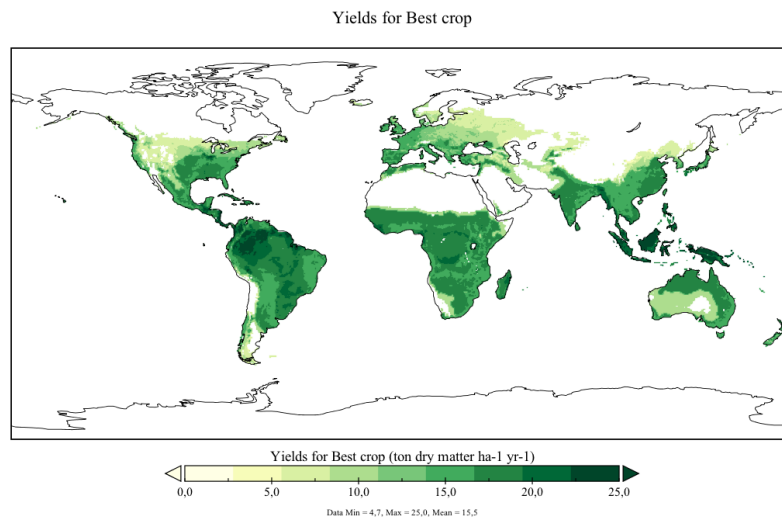 Yields for Best crop
Yields for Best crop (ton dry matter ha-1 yr-1)
0,0 5,0 10,0 15,0 20,0 25,0
Data Min = 4,7, Max = 25,0, Mean = 15,5